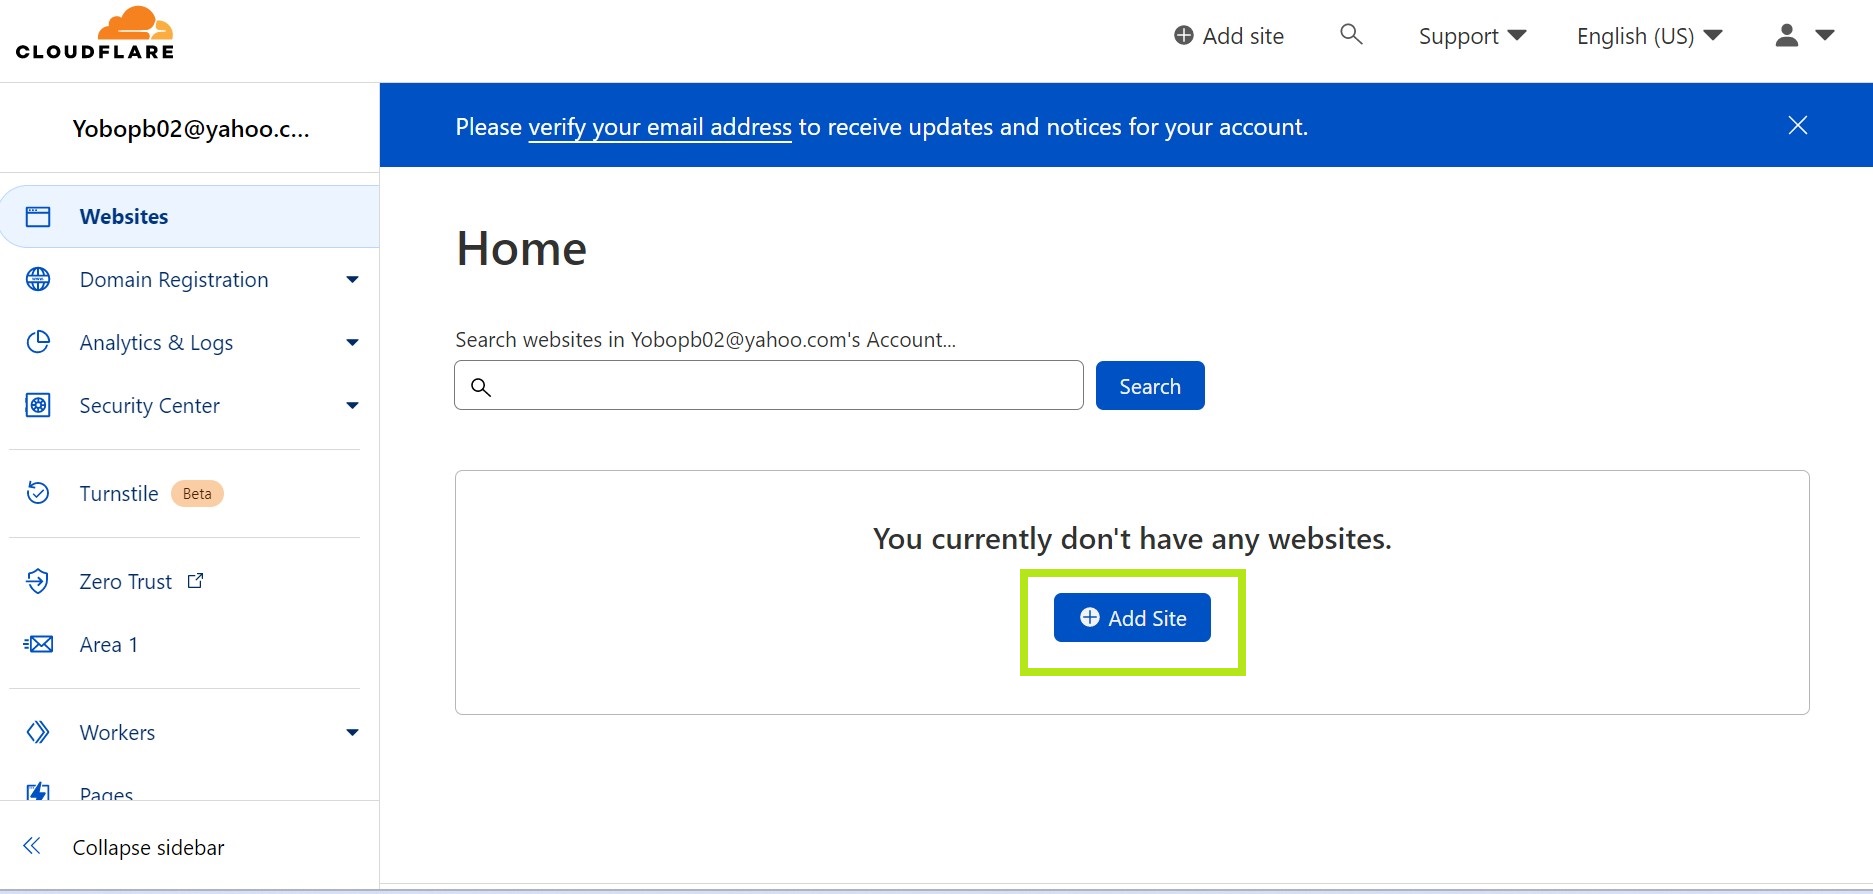 CLOUDFLARE
Add site
Support
English (US)
Yobopb02@yahoo.c...
Please verify your email address to receive updates and notices for your account.
Websites
Domain Registration
Analytics & Logs
Security Center
Turnstile Beta
Zero Trust
Area 1
Workers
Pages
Collapse sidebar
Home
Search websites in Yobopb02@yahoo.com's Account...
Search
You currently don't have any websites.
Add Site